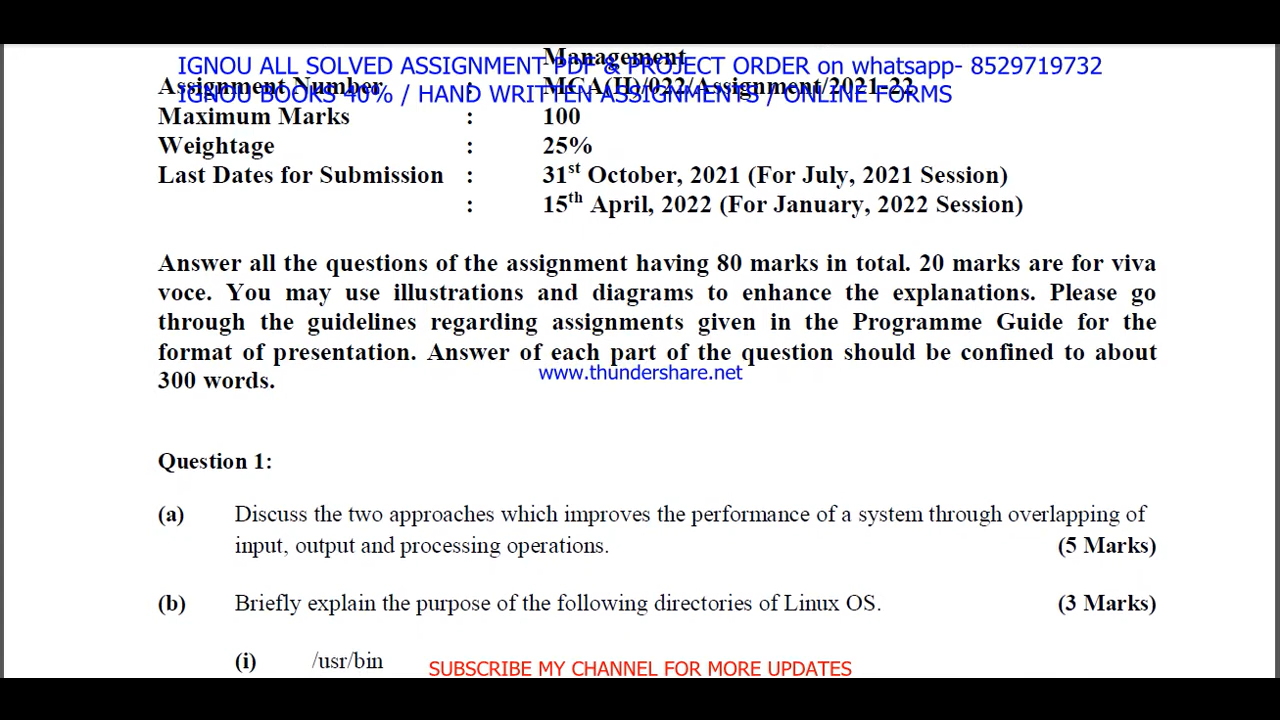 Management
IGNOU ALL SOLVED ASSIGNMENT PDF & PROJECT ORDER on whatsapp- 8529719732
Assignment Number : MCA(II)/022/Assignment/2021-22
IGNOU BOOKS 40% / HAND WRITTEN ASSIGNMENTS / ONLINE FORMS
Maximum Marks : 100
Weightage : 25%
Last Dates for Submission : 31st October, 2021 (For July, 2021 Session)
: 15th April, 2022 (For January, 2022 Session)
Answer all the questions of the assignment having 80 marks in total. 20 marks are for viva
voce. You may use illustrations and diagrams to enhance the explanations. Please go
through the guidelines regarding assignments given in the Programme Guide for the
format of presentation. Answer of each part of the question should be confined to about
300 words.
www.thundershare.net
Question 1:
(a) Discuss the two approaches which improves the performance of a system through overlapping of
input, output and processing operations. (5 Marks)
(b) Briefly explain the purpose of the following directories of Linux OS. (3 Marks)
(i) /usr/bin
SUBSCRIBE MY CHANNEL FOR MORE UPDATES